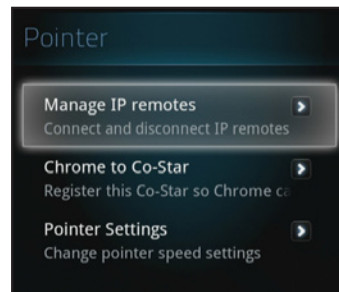 Pointer
Manage IP remotes
Connect and disconnect IP remotes
Chrome to Co-Star
Register this Co-Star so Chrome ca
Pointer Settings
Change pointer speed settings